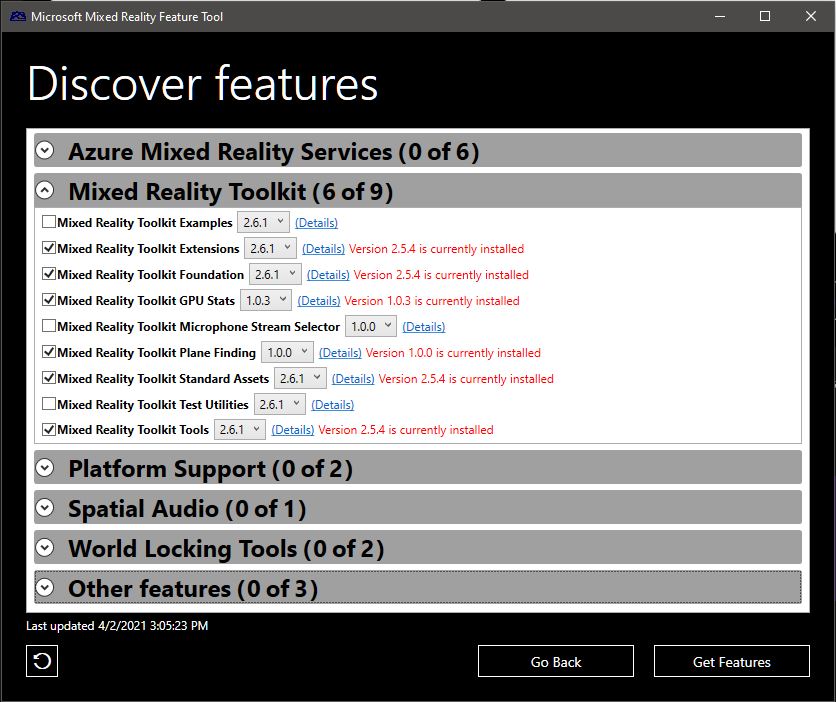 Microsoft Mixed Reality Feature Tool
Discover features
Azure Mixed Reality Services (0 of 6)
Mixed Reality Toolkit (6 of 9)
Mixed Reality Toolkit Examples 2.6.1 (Details)
Mixed Reality Toolkit Extensions 2.6.1 (Details) Version 2.5.4 is currently installed
Mixed Reality Toolkit Foundation 2.6.1 (Details) Version 2.5.4 is currently installed
Mixed Reality Toolkit GPU Stats 1.0.3 (Details) Version 1.0.3 is currently installed
Mixed Reality Toolkit Microphone Stream Selector 1.0.0 (Details)
Mixed Reality Toolkit Plane Finding 1.0.0 (Details) Version 1.0.0 is currently installed
Mixed Reality Toolkit Standard Assets 2.6.1 (Details) Version 2.5.4 is currently installed
Mixed Reality Toolkit Test Utilities 2.6.1 (Details)
Mixed Reality Toolkit Tools 2.6.1 (Details) Version 2.5.4 is currently installed
Platform Support (0 of 2)
Spatial Audio (0 of 1)
World Locking Tools (0 of 2)
Other features (0 of 3)
Last updated 4/2/2021 3:05:23 PM
Go Back Get Features